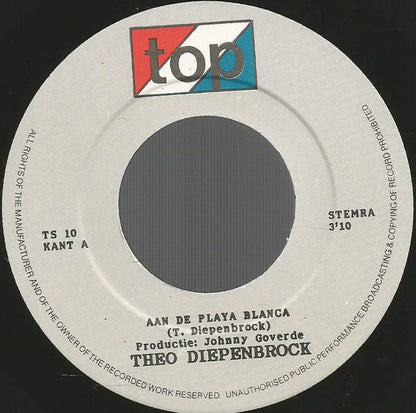 top
TS 10
KANT A
STEMRA
3'10
AAN DE PLAYA BLANCA
(T. Diepenbrock)
Productie: Johnny Goverde
THEO DIEPENBROCK
ALL RIGHTS OF THE MANUFACTURER AND OF THE OWNER OF THE RECORDED WORK RESERVED UNAUTHORISED PUBLIC PERFORMANCE BROADCASTING & COPYING OF RECORD PROHIBITED